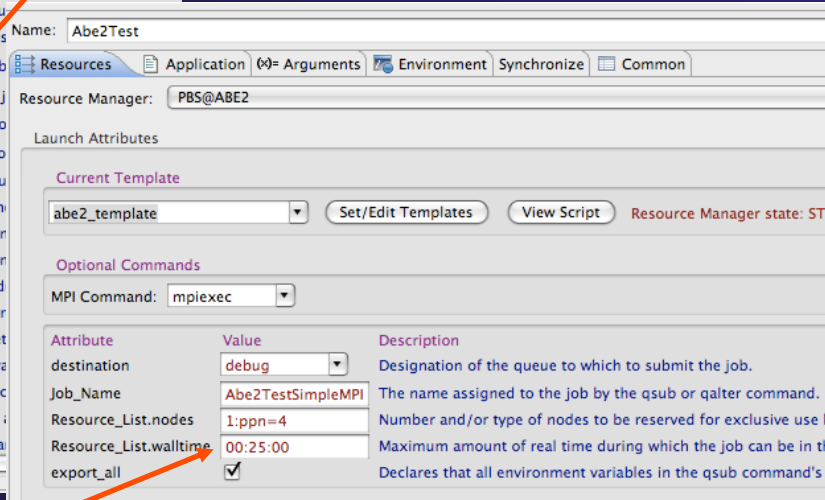 Name: Abe2Test
Resources Application (x)= Arguments Environment Synchronize Common
Resource Manager: PBS@ABE2
Launch Attributes
Current Template
abe2_template Set/Edit Templates View Script Resource Manager state: ST
Optional Commands
MPI Command: mpiexec
Attribute Value Description
destination debug Designation of the queue to which to submit the job.
Job_Name Abe2TestSimpleMPI The name assigned to the job by the qsub or qalter command.
Resource_List.nodes 1:ppn=4 Number and/or type of nodes to be reserved for exclusive use
Resource_List.walltime 00:25:00 Maximum amount of real time during which the job can be in
export_all Declares that all environment variables in the qsub command's